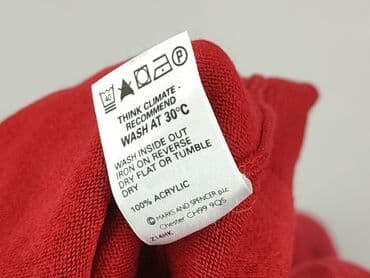 40
P
THINK CLIMATE -
RECOMMEND
WASH AT 30°C
WASH INSIDE OUT
IRON ON REVERSE
DRY FLAT OR TUMBLE
DRY
100% ACRYLIC
© MARKS AND SPENCER plc
Chester CH99 9QS